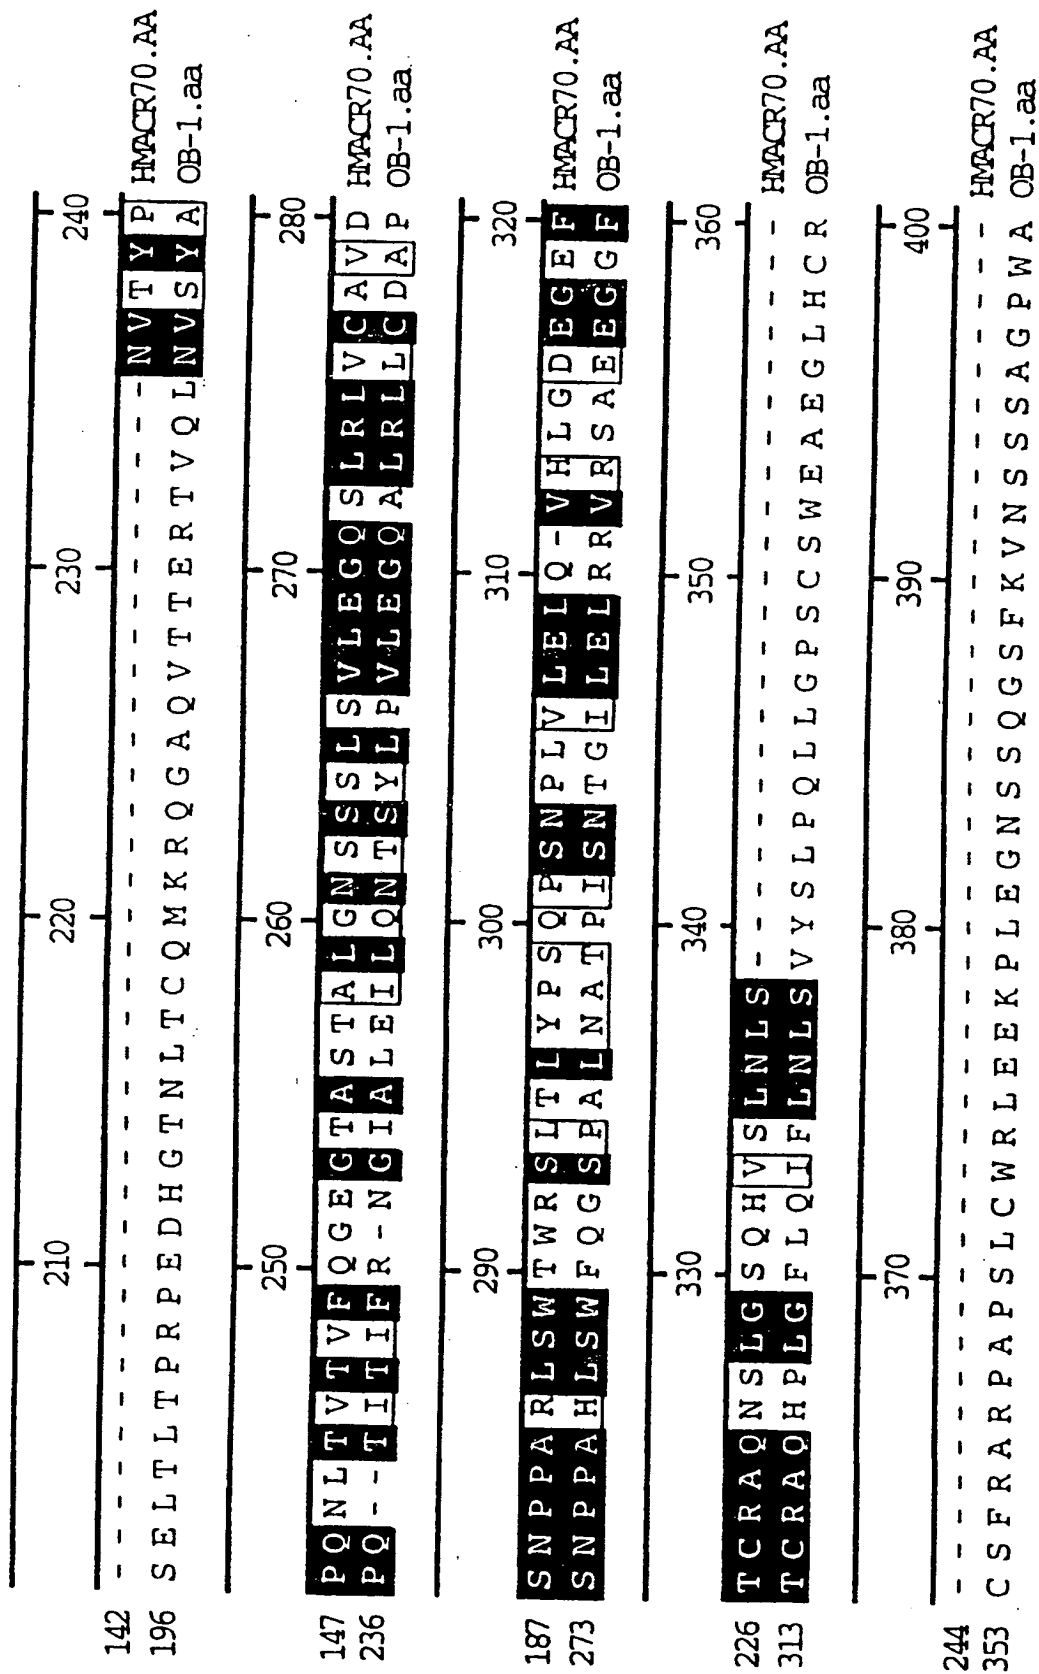 210 220 230 240
142 - - - - - - - - - - - - - - - - - - - - - - - - - - - - - - - - - - - N V T Y P HMACR70.AA
196 S E L T L T P R P E D H G T N L T C Q M K R Q G A Q V T T E R T V Q L N V S Y A OB-1.aa
250 260 270 280
147 P Q N L T V T V F Q G E G T A S T A L G N S S S L S V L E G Q S L R L V C A V D HMACR70.AA
236 P Q - - T I T I F R - N G I A L E I L Q N T S Y L P V L E G Q A L R L L C D A P OB-1.aa
290 300 310 320
187 S N P P A R L S W T W R S L T L Y P S Q P S N P L V L E L Q - V H L G D E G E F HMACR70.AA
273 S N P P A H L S W F Q G S P A L N A T P I S N T G I L E L R R V R S A E E G G F OB-1.aa
330 340 350 360
226 T C R A Q N S L G S Q H V S L N L S - - - - - - - - - - - - - - - - - - - - - - HMACR70.AA
313 T C R A Q H P L G F L Q I F L N L S V Y S L P Q L L G P S C S W E A E G L H C R OB-1.aa
370 380 390 400
244 - - - - - - - - - - - - - - - - - - - - - - - - - - - - - - - - - - - - - - - - HMACR70.AA
353 C S F R A R P A P S L C W R L E E K P L E G N S S Q G S F K V N S S S A G P W A OB-1.aa